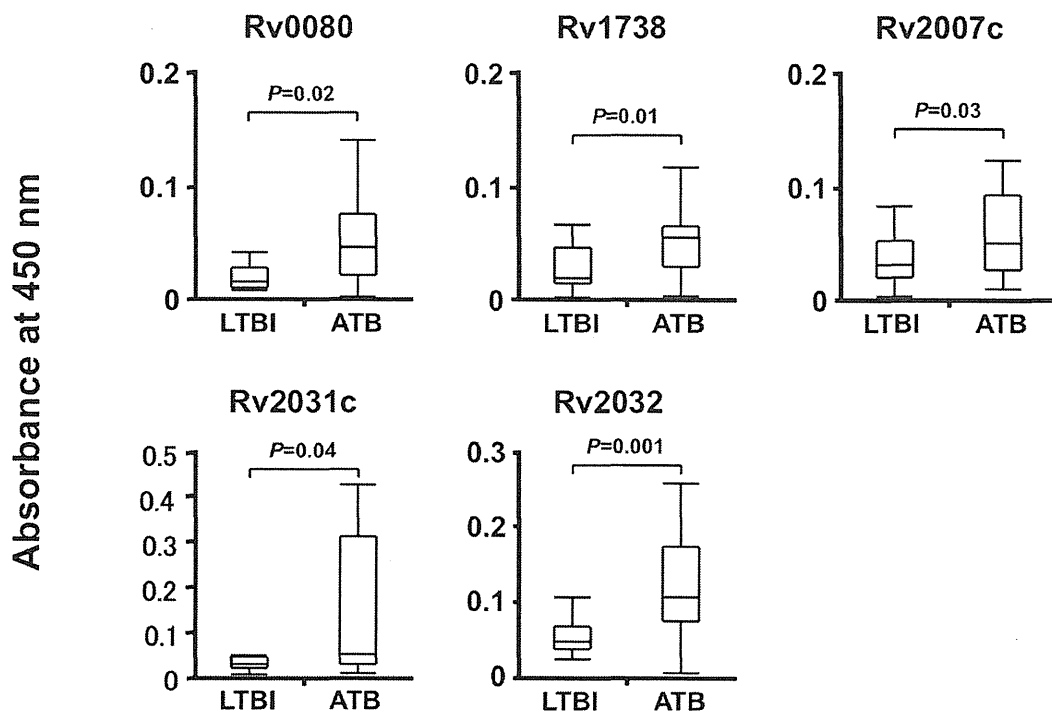 Absorbance at 450 nm
Rv0080
0.2
0.1
0
P=0.02
LTBI
ATB
Rv1738
0.2
0.1
0
P=0.01
LTBI
ATB
Rv2007c
0.2
0.1
0
P=0.03
LTBI
ATB
Rv2031c
0.5
0.4
0.3
0.2
0.1
0
P=0.04
LTBI
ATB
Rv2032
0.3
0.2
0.1
0
P=0.001
LTBI
ATB